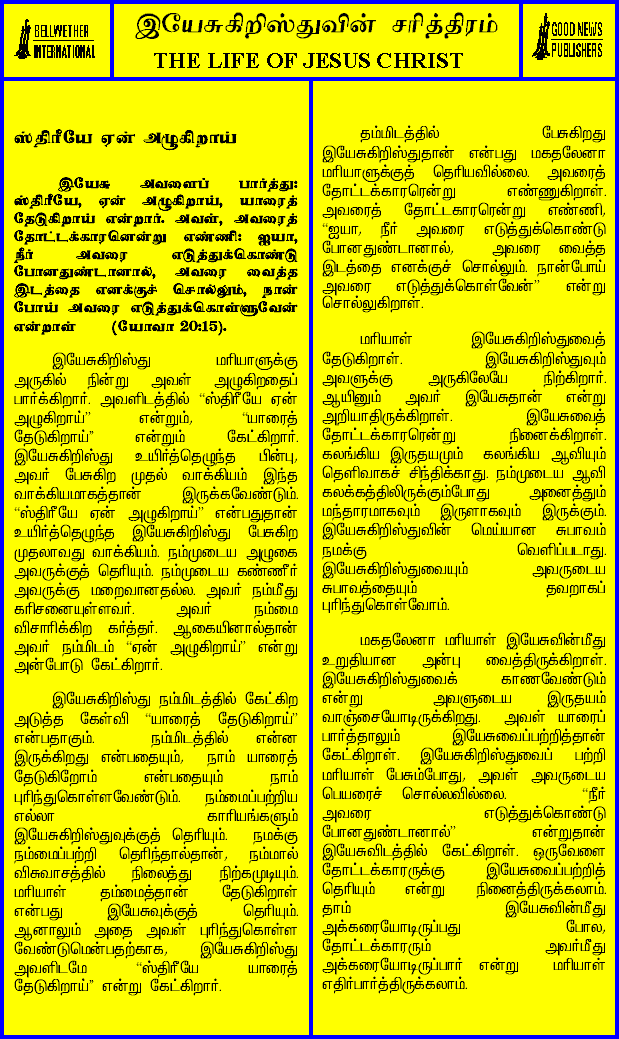 BELLWETHER
INTERNATIONAL
இயேசுகிறிஸ்துவின் சரித்திரம்
THE LIFE OF JESUS CHRIST
GOOD NEWS
PUBLISHERS
ஸ்திரீயே ஏன் அழுகிறாய்
இயேசு அவளைப் பார்த்து:
ஸ்திரீயே, ஏன் அழுகிறாய், யாரைத்
தேடுகிறாய் என்றார். அவள், அவரைத்
தோட்டக்காரனென்று எண்ணி: ஐயா,
நீர் அவரை எடுத்துக்கொண்டு
போனதுண்டானால், அவரை வைத்த
இடத்தை எனக்குச் சொல்லும், நான்
போய் அவரை எடுத்துக்கொள்ளுவேன்
என்றாள் (யோவா 20:15).
இயேசுகிறிஸ்து மரியாளுக்கு
அருகில் நின்று அவள் அழுகிறதைப்
பார்க்கிறார். அவளிடத்தில் “ஸ்திரீயே ஏன்
அழுகிறாய்” என்றும், “யாரைத்
தேடுகிறாய்” என்றும் கேட்கிறார்.
இயேசுகிறிஸ்து உயிர்த்தெழுந்த பின்பு,
அவர் பேசுகிற முதல் வாக்கியம் இந்த
வாக்கியமாகத்தான் இருக்கவேண்டும்.
“ஸ்திரீயே ஏன் அழுகிறாய்” என்பதுதான்
உயிர்த்தெழுந்த இயேசுகிறிஸ்து பேசுகிற
முதலாவது வாக்கியம். நம்முடைய அழுகை
அவருக்குத் தெரியும். நம்முடைய கண்ணீர்
அவருக்கு மறைவானதல்ல. அவர் நம்மீது
கரிசனையுள்ளவர். அவர் நம்மை
விசாரிக்கிற கர்த்தர். ஆகையினால்தான்
அவர் நம்மிடம் “ஏன் அழுகிறாய்” என்று
அன்போடு கேட்கிறார்.
இயேசுகிறிஸ்து நம்மிடத்தில் கேட்கிற
அடுத்த கேள்வி “யாரைத் தேடுகிறாய்”
என்பதாகும். நம்மிடத்தில் என்ன
இருக்கிறது என்பதையும், நாம் யாரைத்
தேடுகிறோம் என்பதையும் நாம்
புரிந்துகொள்ளவேண்டும். நம்மைப்பற்றிய
எல்லா காரியங்களும்
இயேசுகிறிஸ்துவுக்குத் தெரியும். நமக்கு
நம்மைப்பற்றி தெரிந்தால்தான், நம்மால்
விசுவாசத்தில் நிலைத்து நிற்கமுடியும்.
மரியாள் தம்மைத்தான் தேடுகிறாள்
என்பது இயேசுவுக்குத் தெரியும்.
ஆனாலும் அதை அவள் புரிந்துகொள்ள
வேண்டுமென்பதற்காக, இயேசுகிறிஸ்து
அவளிடமே “ஸ்திரீயே யாரைத்
தேடுகிறாய்” என்று கேட்கிறார்.
தம்மிடத்தில் பேசுகிறது
இயேசுகிறிஸ்துதான் என்பது மகதலேனா
மரியாளுக்குத் தெரியவில்லை. அவரைத்
தோட்டக்காரரென்று எண்ணுகிறாள்.
அவரைத் தோட்டகாரரென்று எண்ணி,
“ஐயா, நீர் அவரை எடுத்துக்கொண்டு
போனதுண்டானால், அவரை வைத்த
இடத்தை எனக்குச் சொல்லும். நான்போய்
அவரை எடுத்துக்கொள்வேன்” என்று
சொல்லுகிறாள்.
மரியாள் இயேசுகிறிஸ்துவைத்
தேடுகிறாள். இயேசுகிறிஸ்துவும்
அவளுக்கு அருகிலேயே நிற்கிறார்.
ஆயினும் அவர் இயேசுதான் என்று
அறியாதிருக்கிறாள். இயேசுவைத்
தோட்டக்காரரென்று நினைக்கிறாள்.
கலங்கிய இருதயமும் கலங்கிய ஆவியும்
தெளிவாகச் சிந்திக்காது. நம்முடைய ஆவி
கலக்கத்திலிருக்கும்போது அனைத்தும்
மந்தாரமாகவும் இருளாகவும் இருக்கும்.
இயேசுகிறிஸ்துவின் மெய்யான சுபாவம்
நமக்கு வெளிப்படாது.
இயேசுகிறிஸ்துவையும் அவருடைய
சுபாவத்தையும் தவறாகப்
புரிந்துகொள்வோம்.
மகதலேனா மரியாள் இயேசுவின்மீது
உறுதியான அன்பு வைத்திருக்கிறாள்.
இயேசுகிறிஸ்துவைக் காணவேண்டும்
என்று அவளுடைய இருதயம்
வாஞ்சையோடிருக்கிறது. அவள் யாரைப்
பார்த்தாலும் இயேசுவைப்பற்றித்தான்
கேட்கிறாள். இயேசுகிறிஸ்துவைப் பற்றி
மரியாள் பேசும்போது, அவள் அவருடைய
பெயரைச் சொல்லவில்லை. “நீர்
அவரை எடுத்துக்கொண்டு
போனதுண்டானால்” என்றுதான்
இயேசுவிடத்தில் கேட்கிறாள். ஒருவேளை
தோட்டக்காரருக்கு இயேசுவைப்பற்றித்
தெரியும் என்று நினைத்திருக்கலாம்.
தாம் இயேசுவின்மீது
அக்கரையோடிருப்பது போல,
தோட்டக்காரரும் அவர்மீது
அக்கரையோடிருப்பார் என்று மரியாள்
எதிர்பார்த்திருக்கலாம்.